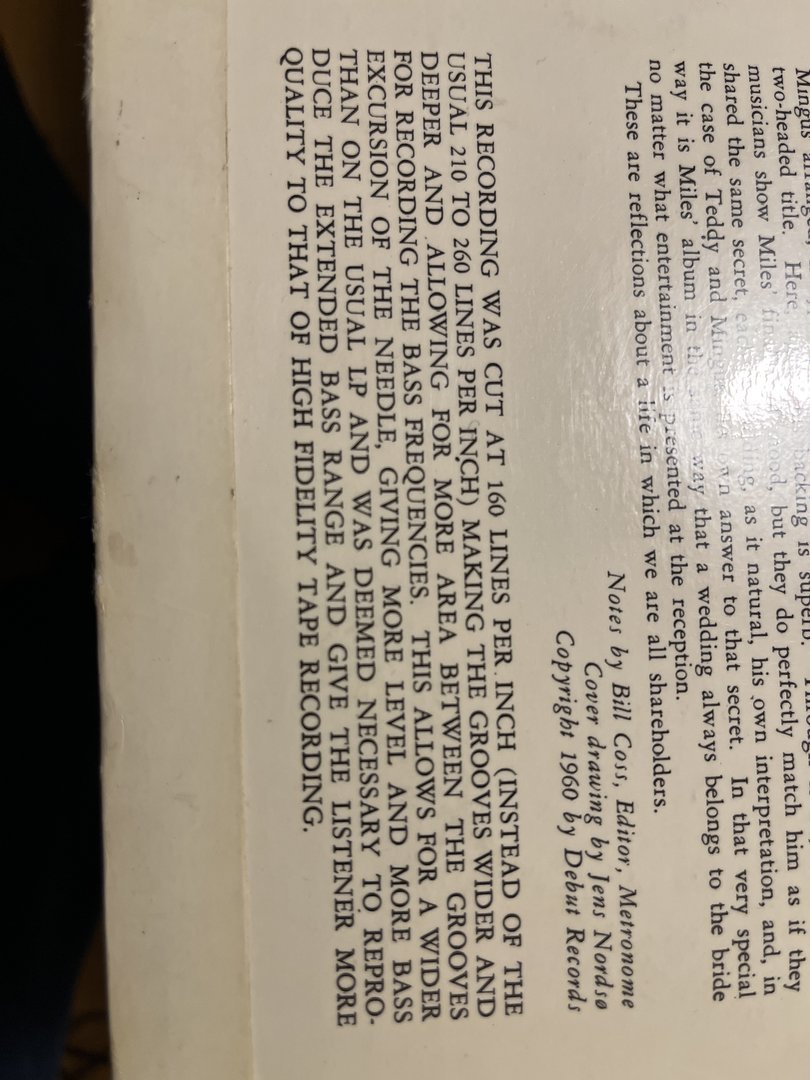 Mingus
two-headed title. Here backing is superb.
musicians show Miles' but they do perfectly match him as if they
shared the same secret, as it natural, his own interpretation, and, in
the case of Teddy and own answer to that secret. In that very special
way it is Miles' album in the same way that a wedding always belongs to the bride
no matter what entertainment is presented at the reception.
These are reflections about a life in which we are all shareholders.
Notes by Bill Coss, Editor, Metronome
Cover drawing by Jens Nordsø
Copyright 1960 by Debut Records
THIS RECORDING WAS CUT AT 160 LINES PER INCH (INSTEAD OF THE
USUAL 210 TO 260 LINES PER INCH) MAKING THE GROOVES WIDER AND
DEEPER AND ALLOWING FOR MORE AREA BETWEEN THE GROOVES
FOR RECORDING THE BASS FREQUENCIES. THIS ALLOWS FOR A WIDER
EXCURSION OF THE NEEDLE, GIVING MORE LEVEL AND MORE BASS
THAN ON THE USUAL LP AND WAS DEEMED NECESSARY TO REPRO-
DUCE THE EXTENDED BASS RANGE AND GIVE THE LISTENER MORE
QUALITY TO THAT OF HIGH FIDELITY TAPE RECORDING.